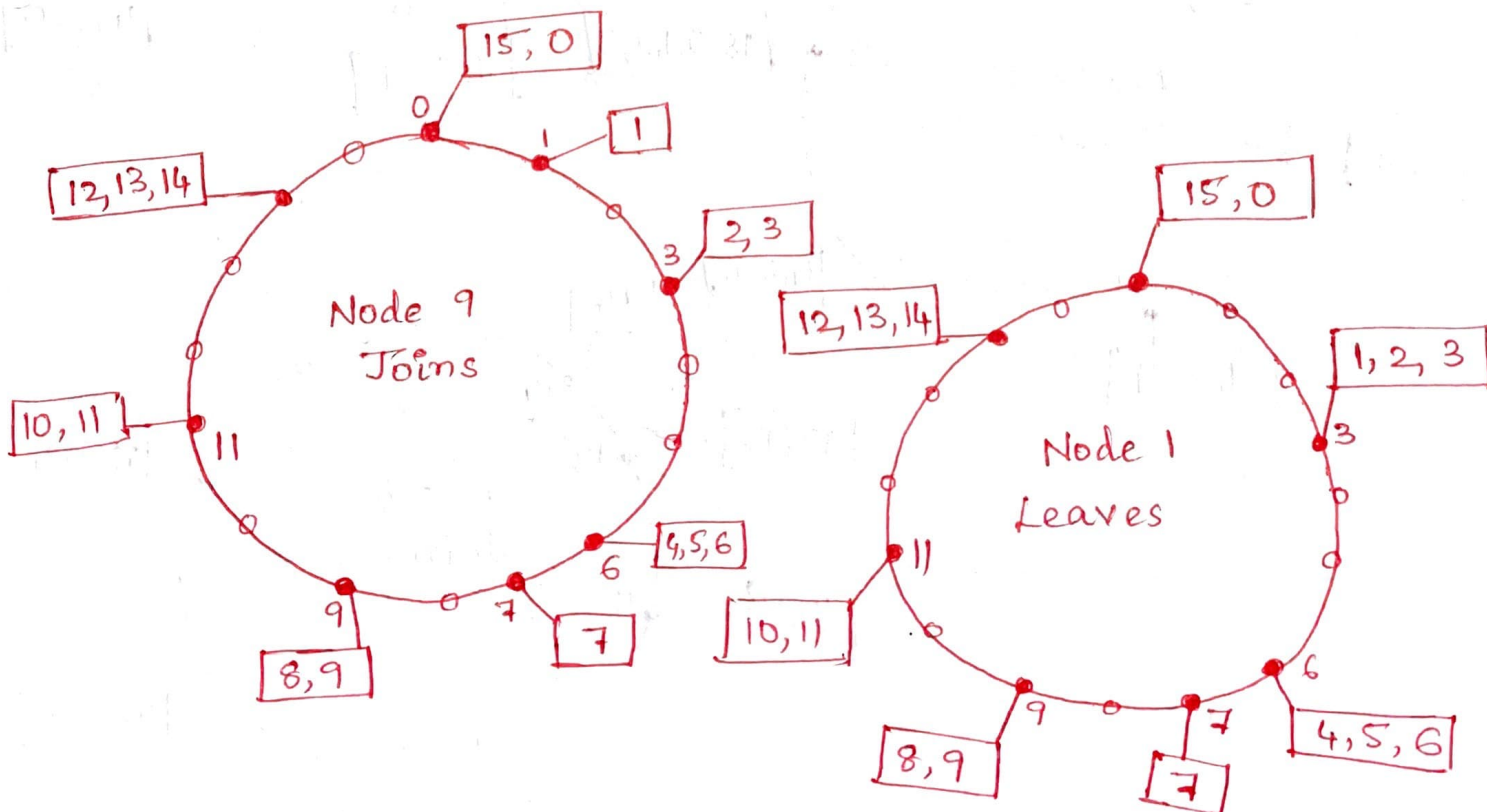 15, 0
0
1
1
12, 13, 14
2, 3
3
Node 9
Joins
10, 11
11
4, 5, 6
6
7
7
9
8, 9
15, 0
12, 13, 14
1, 2, 3
3
Node 1
Leaves
11
10, 11
6
4, 5, 6
7
7
9
8, 9